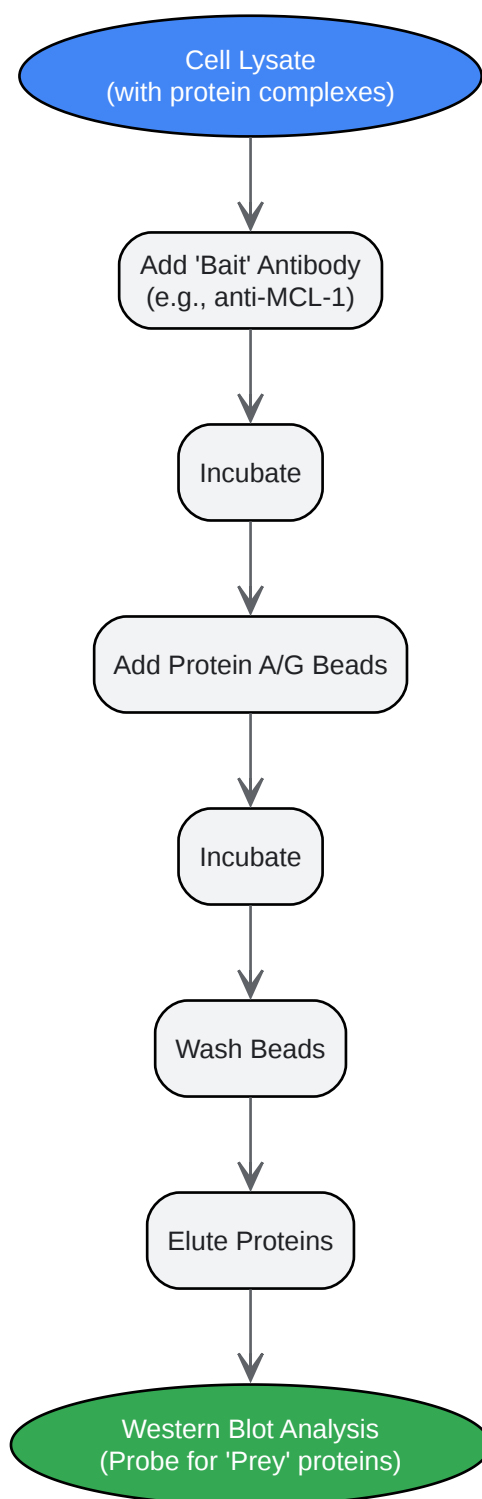 Cell Lysate
(with protein complexes)
Add 'Bait' Antibody
(e.g., anti-MCL-1)
Incubate
Add Protein A/G Beads
Incubate
Wash Beads
Elute Proteins
Western Blot Analysis
(Probe for 'Prey' proteins)